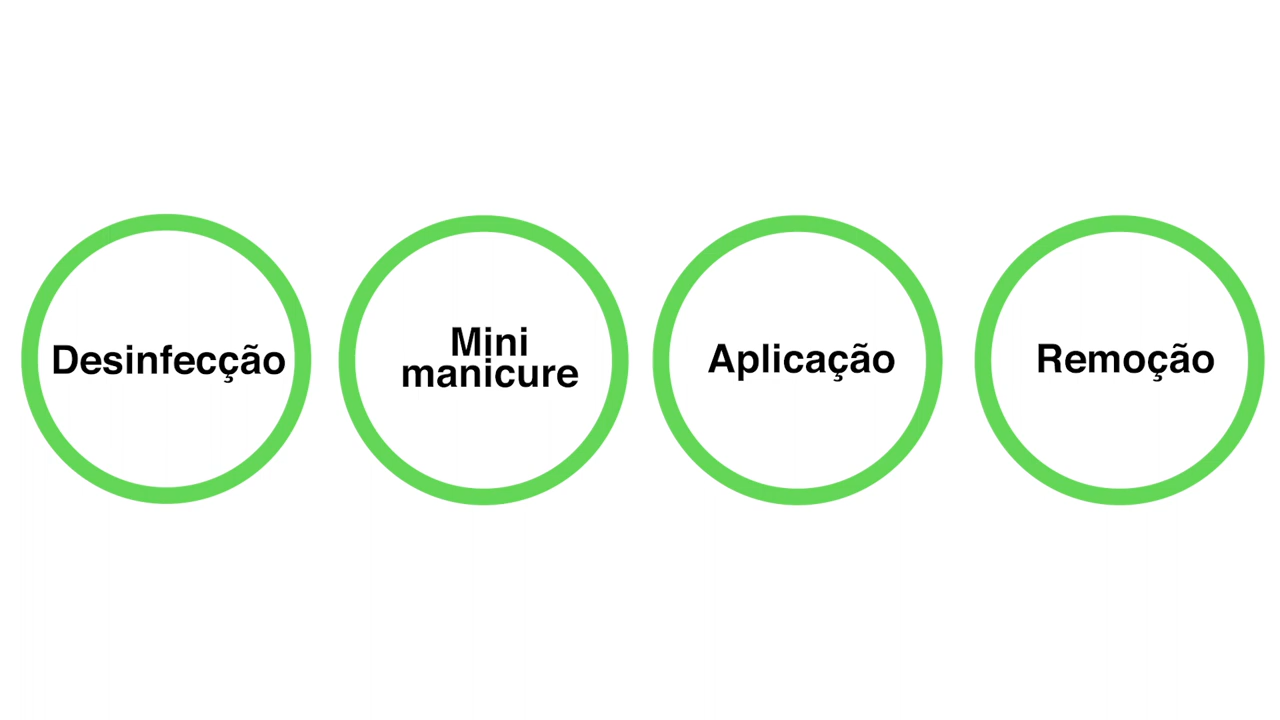 Desinfecção
Mini
manicure
Aplicação
Remoção